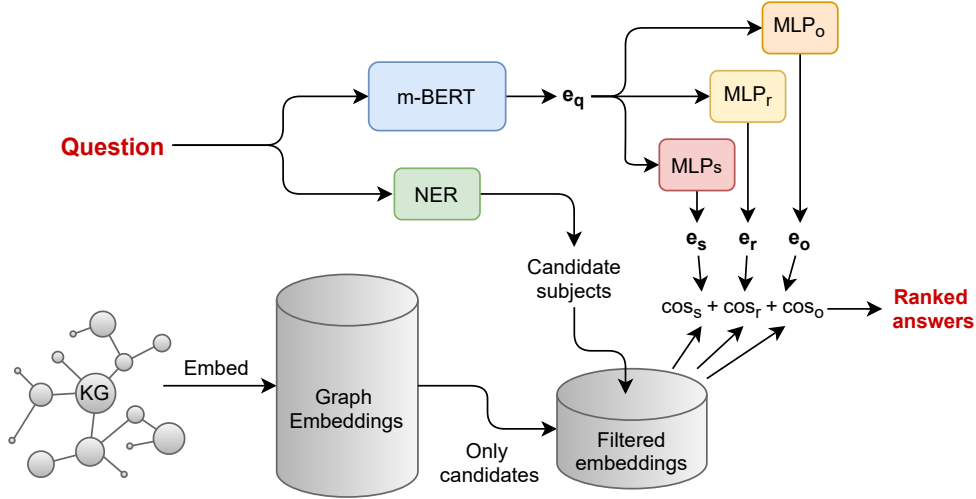 MLPo
m-BERT
eq
MLPr
Question
MLPs
NER
es
er
eo
Candidate
subjects
coss + cosr + coso
Ranked
answers
KG
Embed
Graph
Embeddings
Only
candidates
Filtered
embeddings